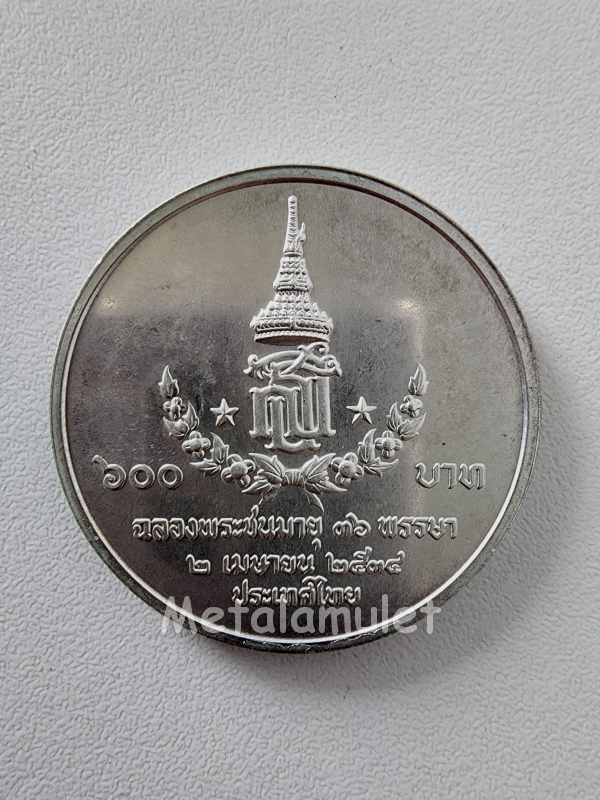 ๖๐๐ บาท
ฉลองพระชนมายุ ๓๖ พรรษา
๒ เมษายน ๒๕๓๔
ประเทศไทย
Metalamulet